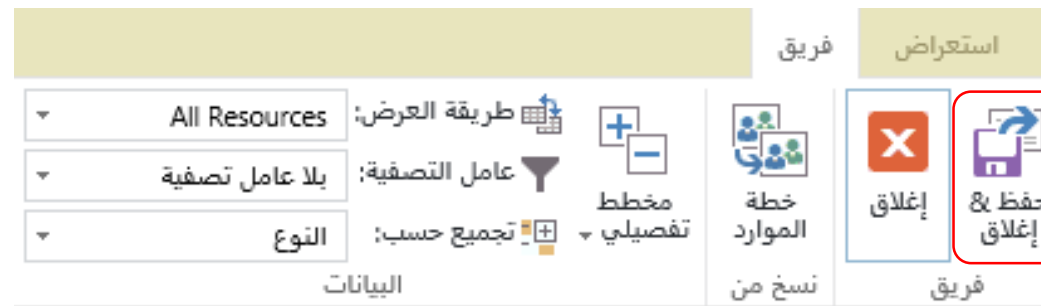 استعراض
فريق
حفظ &
إغلاق
إغلاق
فريق
خطة
الموارد
نسخ من
مخطط
تفصيلي
طريقة العرض: All Resources
عامل التصفية: بلا عامل تصفية
تجميع حسب: النوع
البيانات